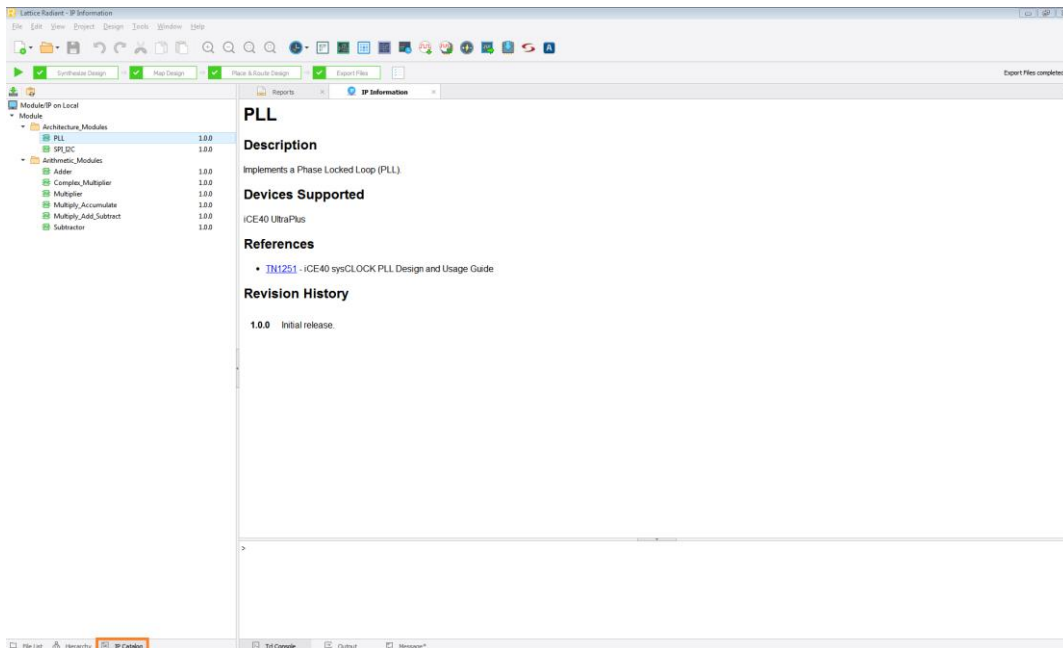 Lattice Radiant - IP Information
File Edit View Project Design Tools Window Help
Synthesize Design Map Design Place & Route Design Export Files
Export Files completed
Reports IP Information
Module/IP on Local
Module
Architecture_Modules
PLL 1.0.0
SPI_I2C 1.0.0
Arithmetic_Modules
Adder 1.0.0
Complex_Multiplier 1.0.0
Multiplier 1.0.0
Multiply_Accumulate 1.0.0
Multiply_Add_Subtract 1.0.0
Subtractor 1.0.0
PLL
Description
Implements a Phase Locked Loop (PLL).
Devices Supported
iCE40 UltraPlus
References
• TN1251 - iCE40 sysCLOCK PLL Design and Usage Guide
Revision History
1.0.0 Initial release.
>
File List Hierarchy IP Catalog
Tcl Console Output Message*